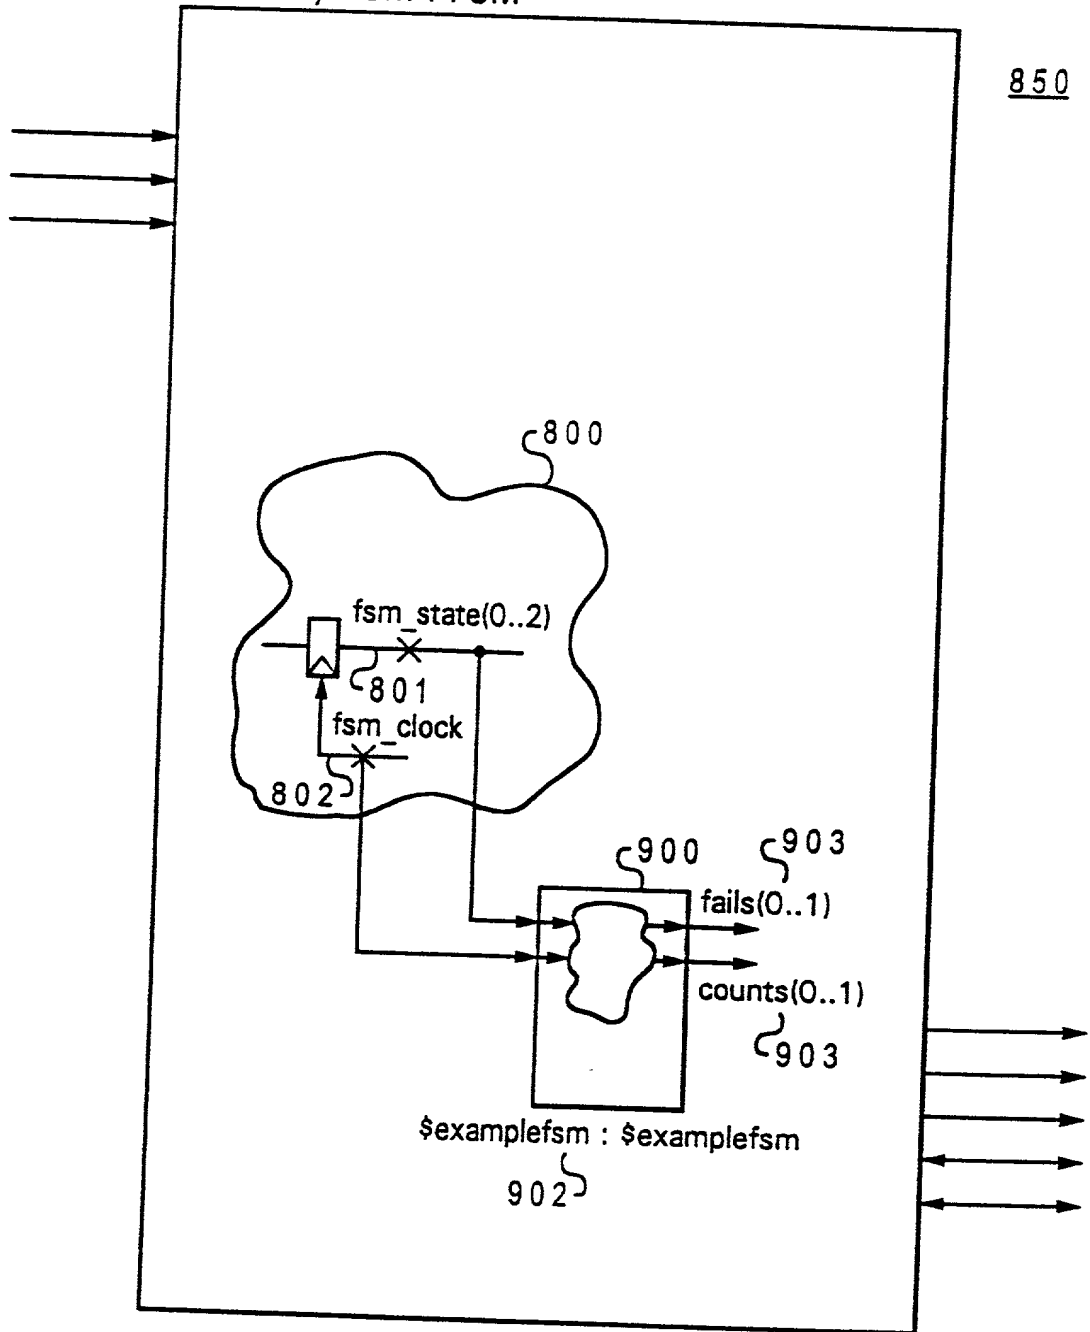 850
800
fsm_state(0..2)
801
fsm_clock
802
900
903
fails(0..1)
counts(0..1)
903
$examplefsm : $examplefsm
902